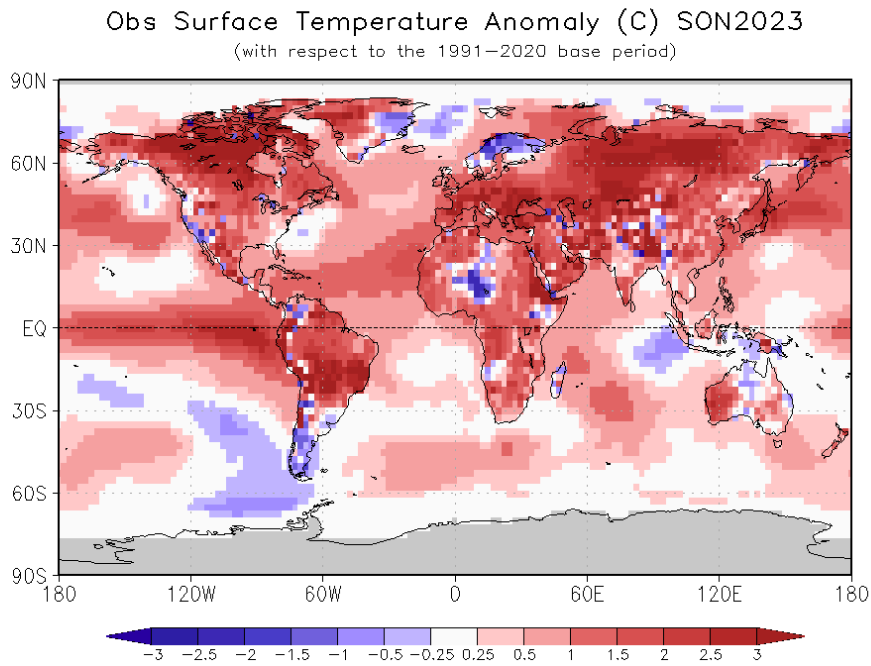 Obs Surface Temperature Anomaly (C) SON2023
(with respect to the 1991–2020 base period)
90N
60N
30N
EQ
30S
60S
90S
180 120W 60W 0 60E 120E 180
−3 −2.5 −2 −1.5 −1 −0.5 −0.25 0.25 0.5 1 1.5 2 2.5 3